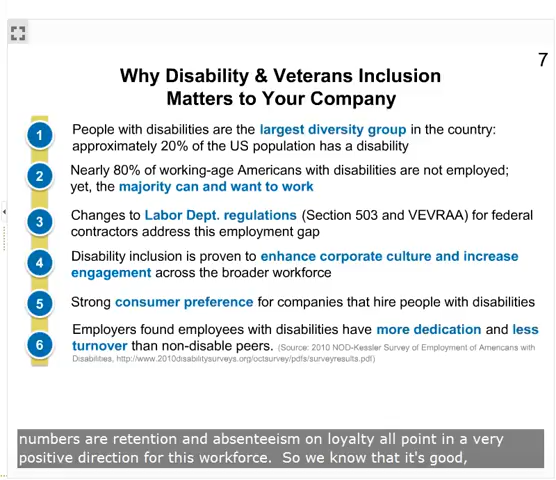 7
Why Disability & Veterans Inclusion
Matters to Your Company
1
People with disabilities are the largest diversity group in the country:
approximately 20% of the US population has a disability
2
Nearly 80% of working-age Americans with disabilities are not employed;
yet, the majority can and want to work
3
Changes to Labor Dept. regulations (Section 503 and VEVRAA) for federal
contractors address this employment gap
4
Disability inclusion is proven to enhance corporate culture and increase
engagement across the broader workforce
5
Strong consumer preference for companies that hire people with disabilities
6
Employers found employees with disabilities have more dedication and less
turnover than non-disable peers. (Source: 2010 NOD-Kessler Survey of Employment of Amercans with
Disabilities, http://www.2010disabilitysurveys.org/octsurvey/pdfs/surveyresults.pdf)
numbers are retention and absenteeism on loyalty all point in a very
positive direction for this workforce.  So we know that it's good,